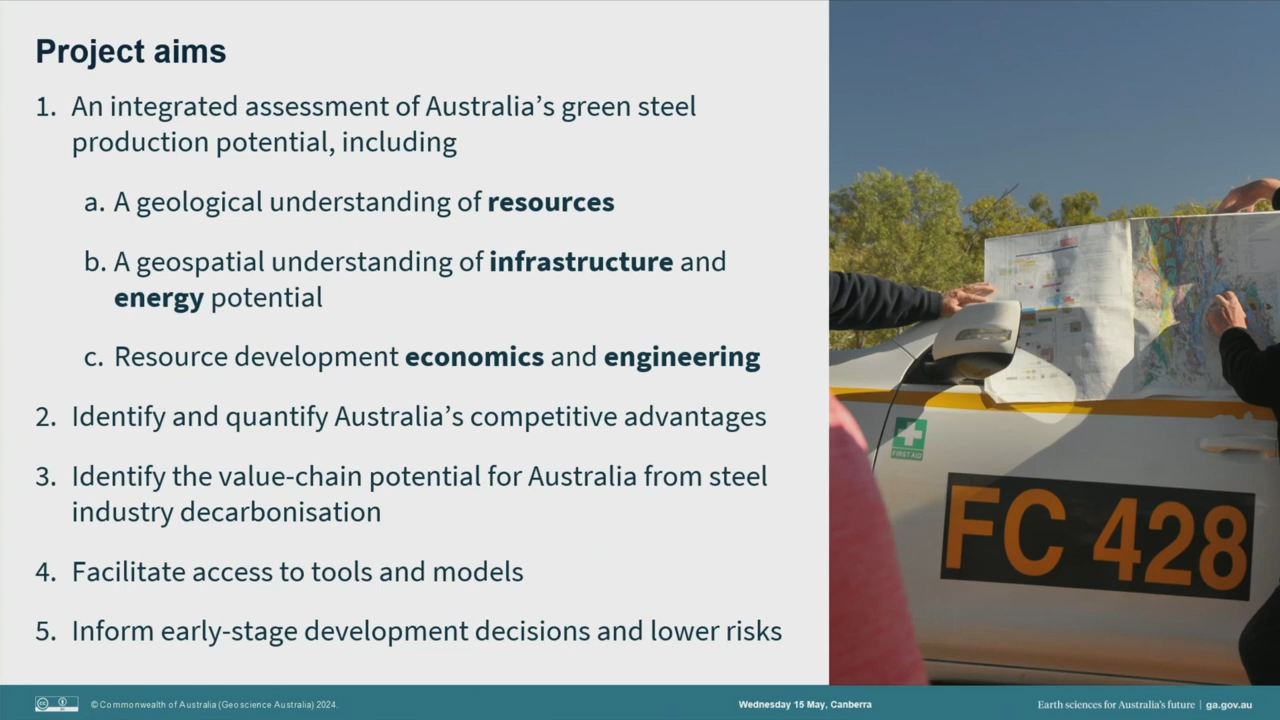 Project aims
1. An integrated assessment of Australia’s green steel
production potential, including
a. A geological understanding of resources
b. A geospatial understanding of infrastructure and
energy potential
c. Resource development economics and engineering
2. Identify and quantify Australia’s competitive advantages
3. Identify the value-chain potential for Australia from steel
industry decarbonisation
4. Facilitate access to tools and models
5. Inform early-stage development decisions and lower risks
FIRST AID
FC 428
© Commonwealth of Australia (Geoscience Australia) 2024.
Wednesday 15 May, Canberra
Earth sciences for Australia’s future | ga.gov.au